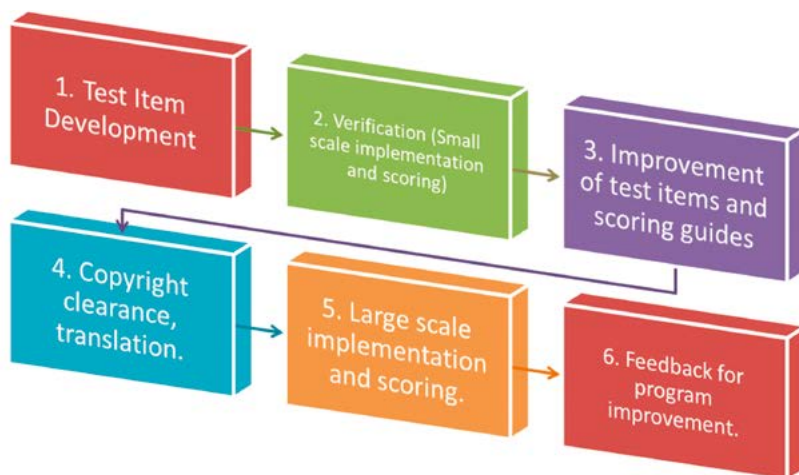 1. Test Item
Development
2. Verification (Small
scale implementation
and scoring)
3. Improvement
of test items and
scoring guides
4. Copyright
clearance,
translation.
5. Large scale
implementation
and scoring.
6. Feedback for
program
improvement.